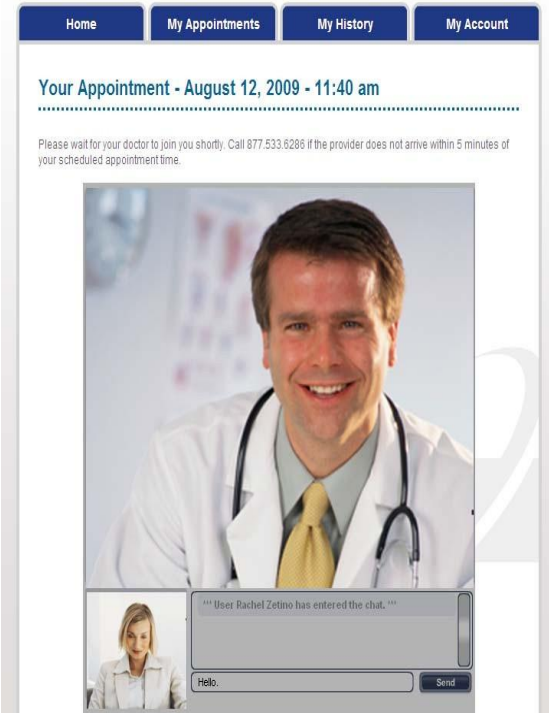 Home My Appointments My History My Account
Your Appointment - August 12, 2009 - 11:40 am
Please wait for your doctor to join you shortly. Call 877.533.6286 if the provider does not arrive within 5 minutes of
your scheduled appointment time.
*** User Rachel Zetino has entered the chat. ***
Hello. Send